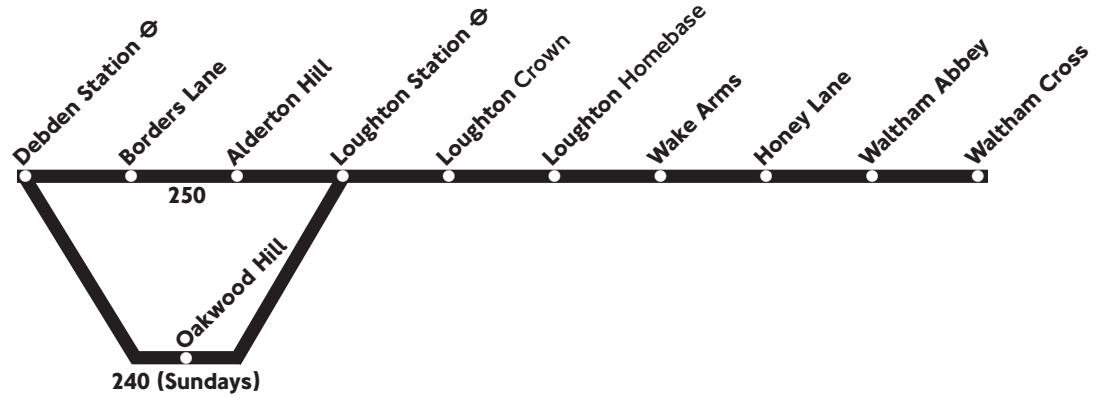 Debden Station
Borders Lane
Alderton Hill
Loughton Station
Loughton Crown
Loughton Homebase
Wake Arms
Honey Lane
Waltham Abbey
Waltham Cross
250
Oakwood Hill
240 (Sundays)